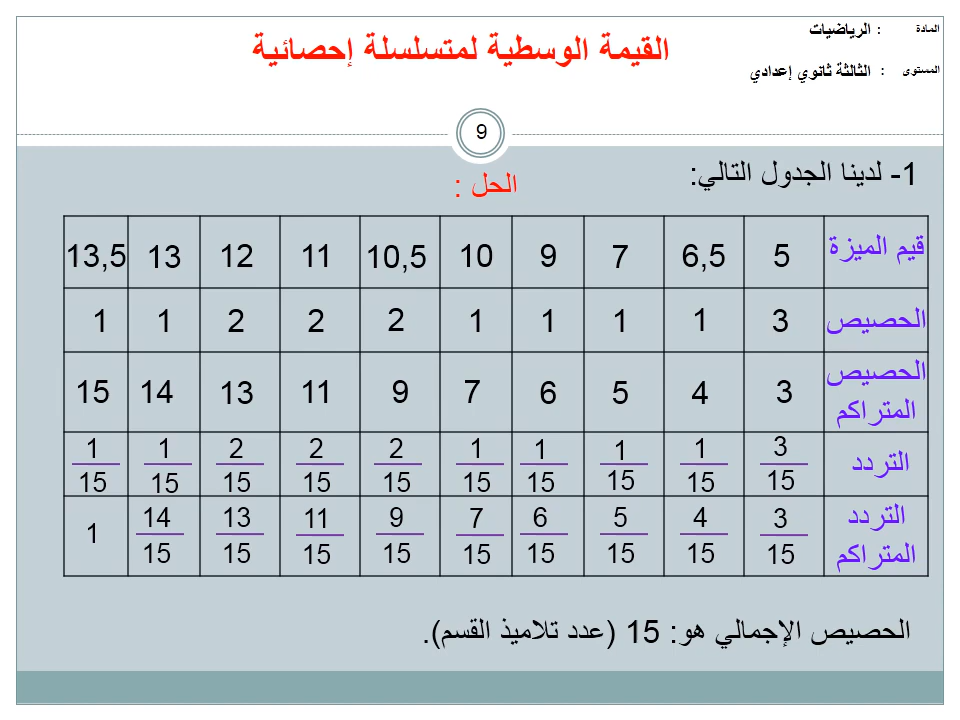 المادة : الرياضيات
المستوى : الثالثة ثانوي إعدادي
القيمة الوسطية لمتسلسلة إحصائية
9
1- لدينا الجدول التالي:
الحل :
قيم الميزة 5 6,5 7 9 10 10,5 11 12 13 13,5
الحصيص 3 1 1 1 1 2 2 2 1 1
الحصيص المتراكم 3 4 5 6 7 9 11 13 14 15
التردد 3/15 1/15 1/15 1/15 1/15 2/15 2/15 2/15 1/15 1/15
التردد المتراكم 3/15 4/15 5/15 6/15 7/15 9/15 11/15 13/15 14/15 1
الحصيص الإجمالي هو: 15 (عدد تلاميذ القسم).